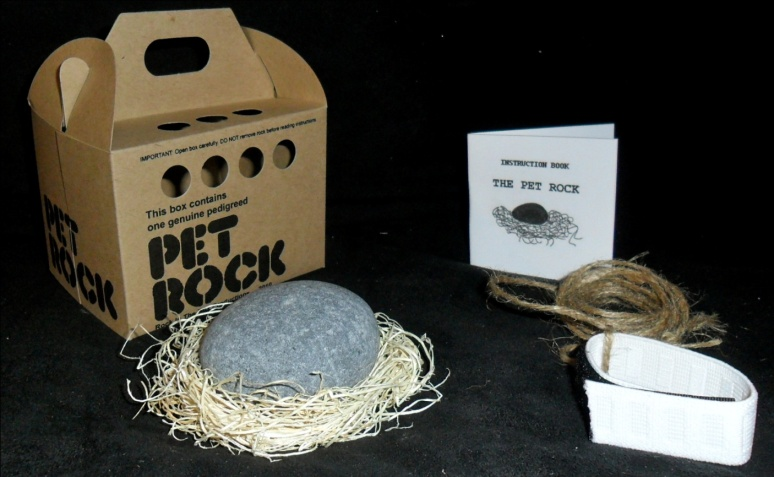 IMPORTANT: Open box carefully. DO NOT remove rock before reading instructions.
This box contains
one genuine pedigreed
PET
ROCK
PET
ROCK
INSTRUCTION BOOK
THE PET ROCK